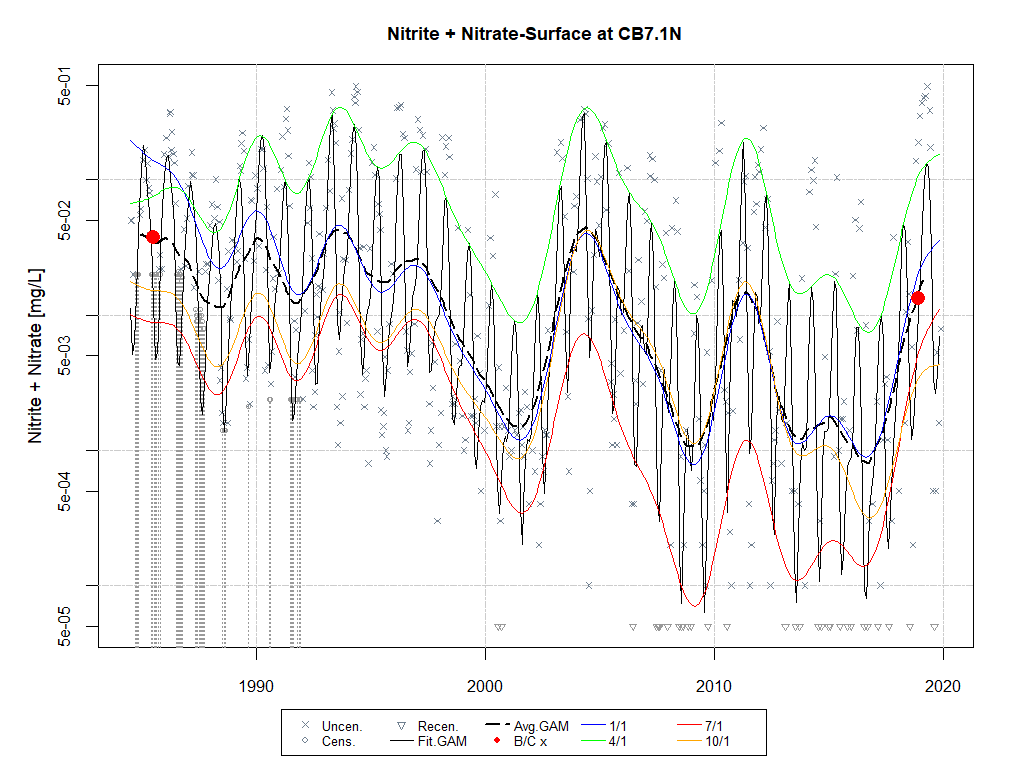 Nitrite + Nitrate-Surface at CB7.1N
Nitrite + Nitrate [mg/L]
5e-01
5e-02
5e-03
5e-04
5e-05
1990 2000 2010 2020
Uncen. Recen. Avg.GAM 1/1 7/1
Cens. Fit.GAM B/C x 4/1 10/1